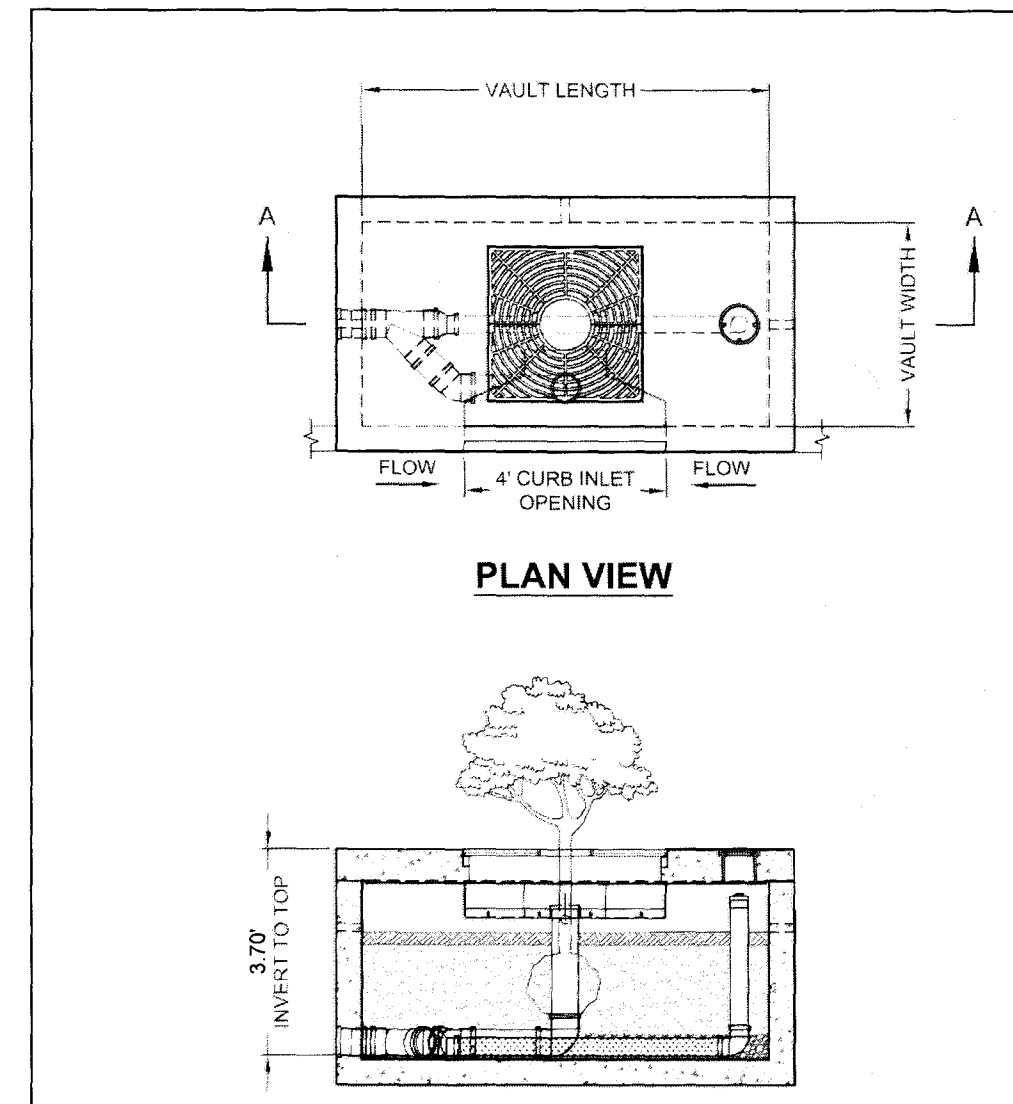 VAULT LENGTH
A
A
VAULT WIDTH
FLOW
4' CURB INLET
OPENING
FLOW
PLAN VIEW
3.70'
INVERT TO TOP